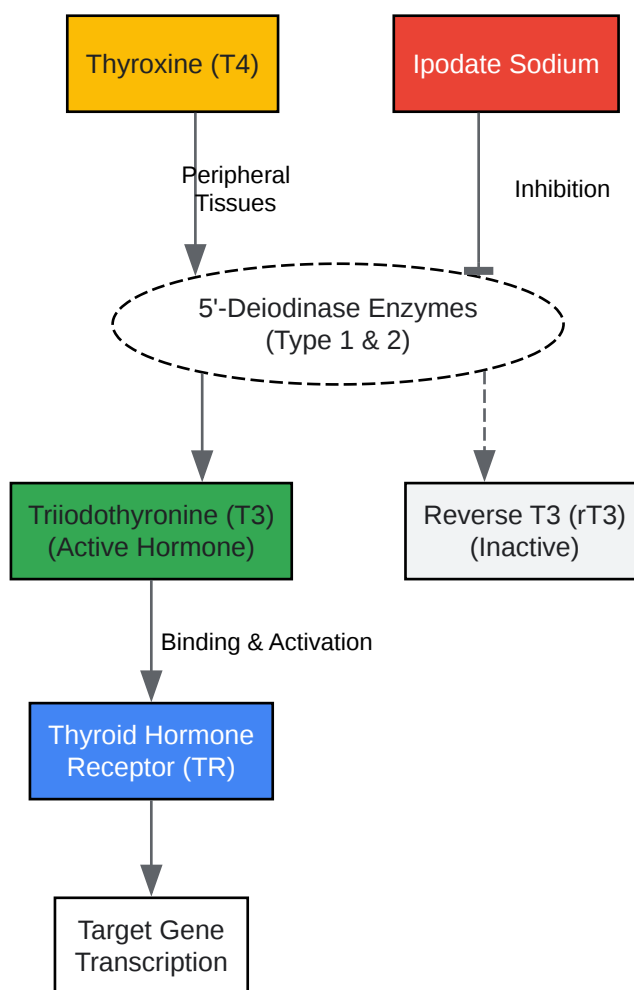 Thyroxine (T4)
Ipodate Sodium
Peripheral
Tissues
Inhibition
5'-Deiodinase Enzymes
(Type 1 & 2)
Triiodothyronine (T3)
(Active Hormone)
Reverse T3 (rT3)
(Inactive)
Binding & Activation
Thyroid Hormone
Receptor (TR)
Target Gene
Transcription